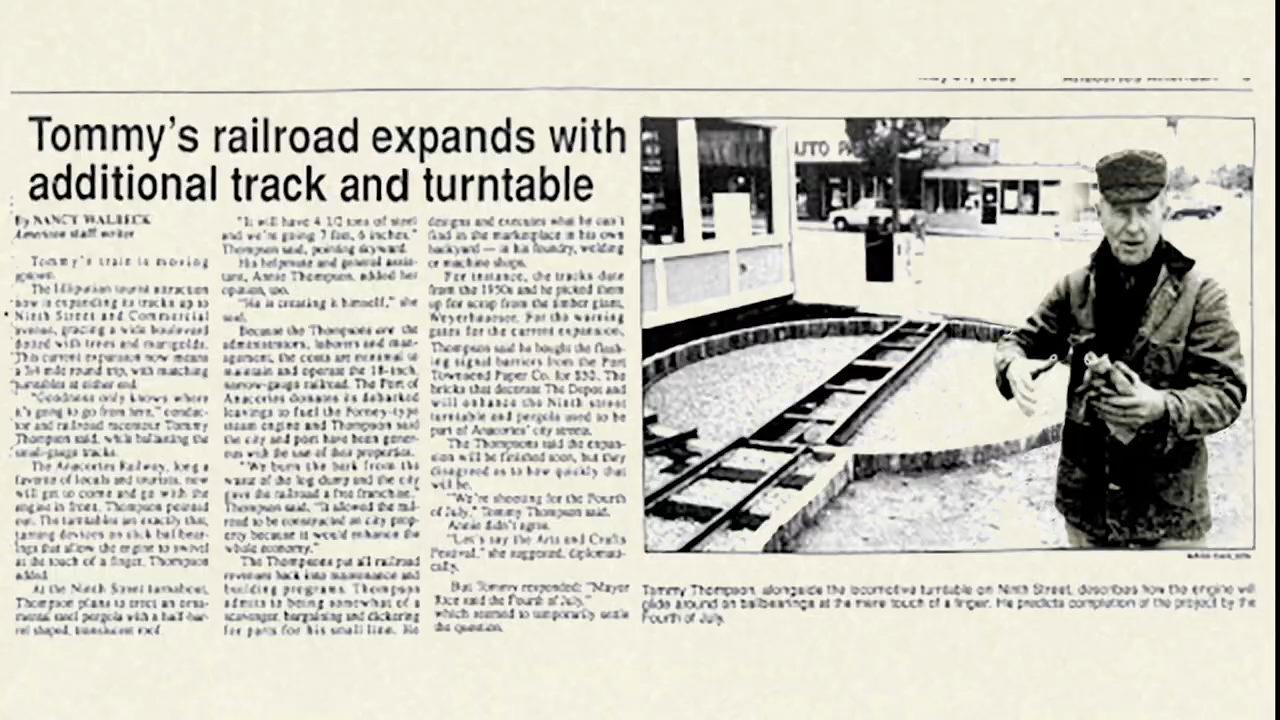 Tommy's railroad expands with
additional track and turntable
By NANCY WALBECK
American staff writer
Tommy's train is moving
uptown.
The lilliputian tourist attraction
now is expanding its tracks up to
Ninth Street and Commercial
avenue, gracing a wide boulevard
dotted with trees and marigolds.
This current expansion now means
a 3/4 mile round trip, with matching
turntables at either end.
"Goodness only knows where
it's going to go from here," conduc-
tor and railroad raconteur Tommy
Thompson said, while ballasting the
small-gauge tracks.
The Anacortes Railway, long a
favorite of locals and tourists, now
will get to come and go with the
engine in front, Thompson pointed
out. The turntables are exactly that,
turning devices on slick ball bear-
ings that allow the engine to swivel
at the touch of a finger, Thompson
added.
At the Ninth Street turnabout,
Thompson plans to erect an orna-
mental steel pergola with a half-bar-
rel shaped, translucent roof.
"It will have 4 1/2 tons of steel
and we're going 7 feet, 6 inches,"
Thompson said, pointing skyward.
His helpmate and general assis-
tant, Annie Thompson, added her
opinion, too.
"He is creating it himself," she
said.
Because the Thompsons are the
administrators, laborers and man-
agement, the costs are minimal to
maintain and operate the 18-inch,
narrow-gauge railroad. The Port of
Anacortes donates its debarked
leavings to fuel the Forney-type
steam engine and Thompson said
the city and port have been gener-
ous with the use of their properties.
"We burn the bark from the
waste of the log dump and the city
gave the railroad a free franchise,"
Thompson said, "It allowed the rail-
road to be constructed on city prop-
erty because it would enhance the
whole economy."
The Thompsons put all railroad
revenues back into maintenance and
building programs. Thompson
admits to being somewhat of a
scavenger, bargaining and dickering
for parts for his small line. He
designs and executes what he can't
find in the marketplace in his own
backyard — in his foundry, welding
or machine shops.
For instance, the tracks date
from the 1950s and he picked them
up for scrap from the timber giant,
Weyerhaeuser. For the warning
gates for the current expansion,
Thompson said he bought the flash-
ing signal barriers from the Port
Townsend Paper Co. for $50. The
bricks that decorate The Depot and
will enhance the Ninth street
turntable and pergola used to be
part of Anacortes' city streets.
The Thompsons said the expan-
sion will be finished soon, but they
disagreed as to how quickly that
will be.
"We're shooting for the Fourth
of July," Tommy Thompson said.
Annie didn't agree.
"Let's say the Arts and Crafts
Festival," she suggested, diplomati-
cally.
But Tommy responded: "Mayor
Rice said the Fourth of July,"
which seemed to temporarily settle
the question.
AUTO PA
Tommy Thompson, alongside the locomotive turntable on Ninth Street, describes how the engine will
glide around on ballbearings at the mere touch of a finger. He predicts completion of the project by the
Fourth of July.